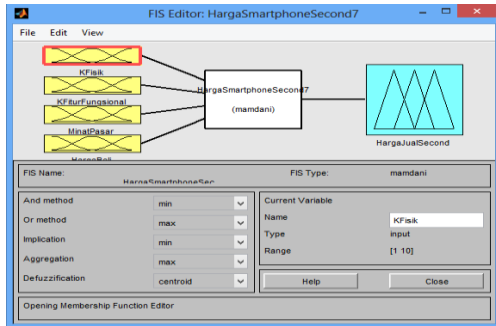 FIS Editor: HargaSmartphoneSecond7
File Edit View
KFisik
KFiturFungsional
MinatPasar
HargaBeli
HargaSmartphoneSecond7
(mamdani)
HargaJualSecond
FIS Name:
HargaSmartphoneSec
FIS Type:
mamdani
And method
min
Or method
max
Implication
min
Aggregation
max
Defuzzification
centroid
Current Variable
Name
KFisik
Type
input
Range
[1 10]
Help
Close
Opening Membership Function Editor